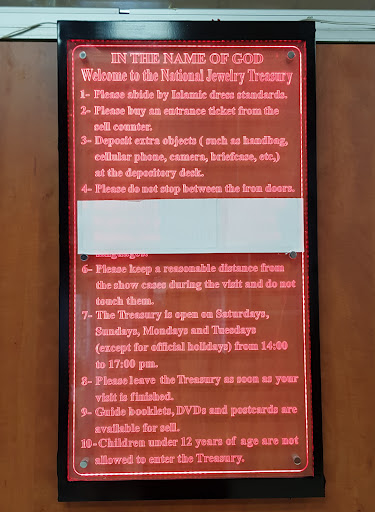 IN THE NAME OF GOD
Welcome to the National Jewelry Treasury
1- Please abide by Islamic dress standards.
2- Please buy an entrance ticket from the
sell counter.
3- Deposit extra objects ( such as handbag,
cellular phone, camera, briefcase, etc,)
at the depository desk.
4- Please do not stop between the iron doors.
languages.
6- Please keep a reasonable distance from
the show cases during the visit and do not
touch them.
7- The Treasury is open on Saturdays,
Sundays, Mondays and Tuesdays
(except for official holidays) from 14:00
to 17:00 pm.
8- Please leave the Treasury as soon as your
visit is finished.
9- Guide booklets, DVDs and postcards are
available for sell.
10- Children under 12 years of age are not
allowed to enter the Treasury.